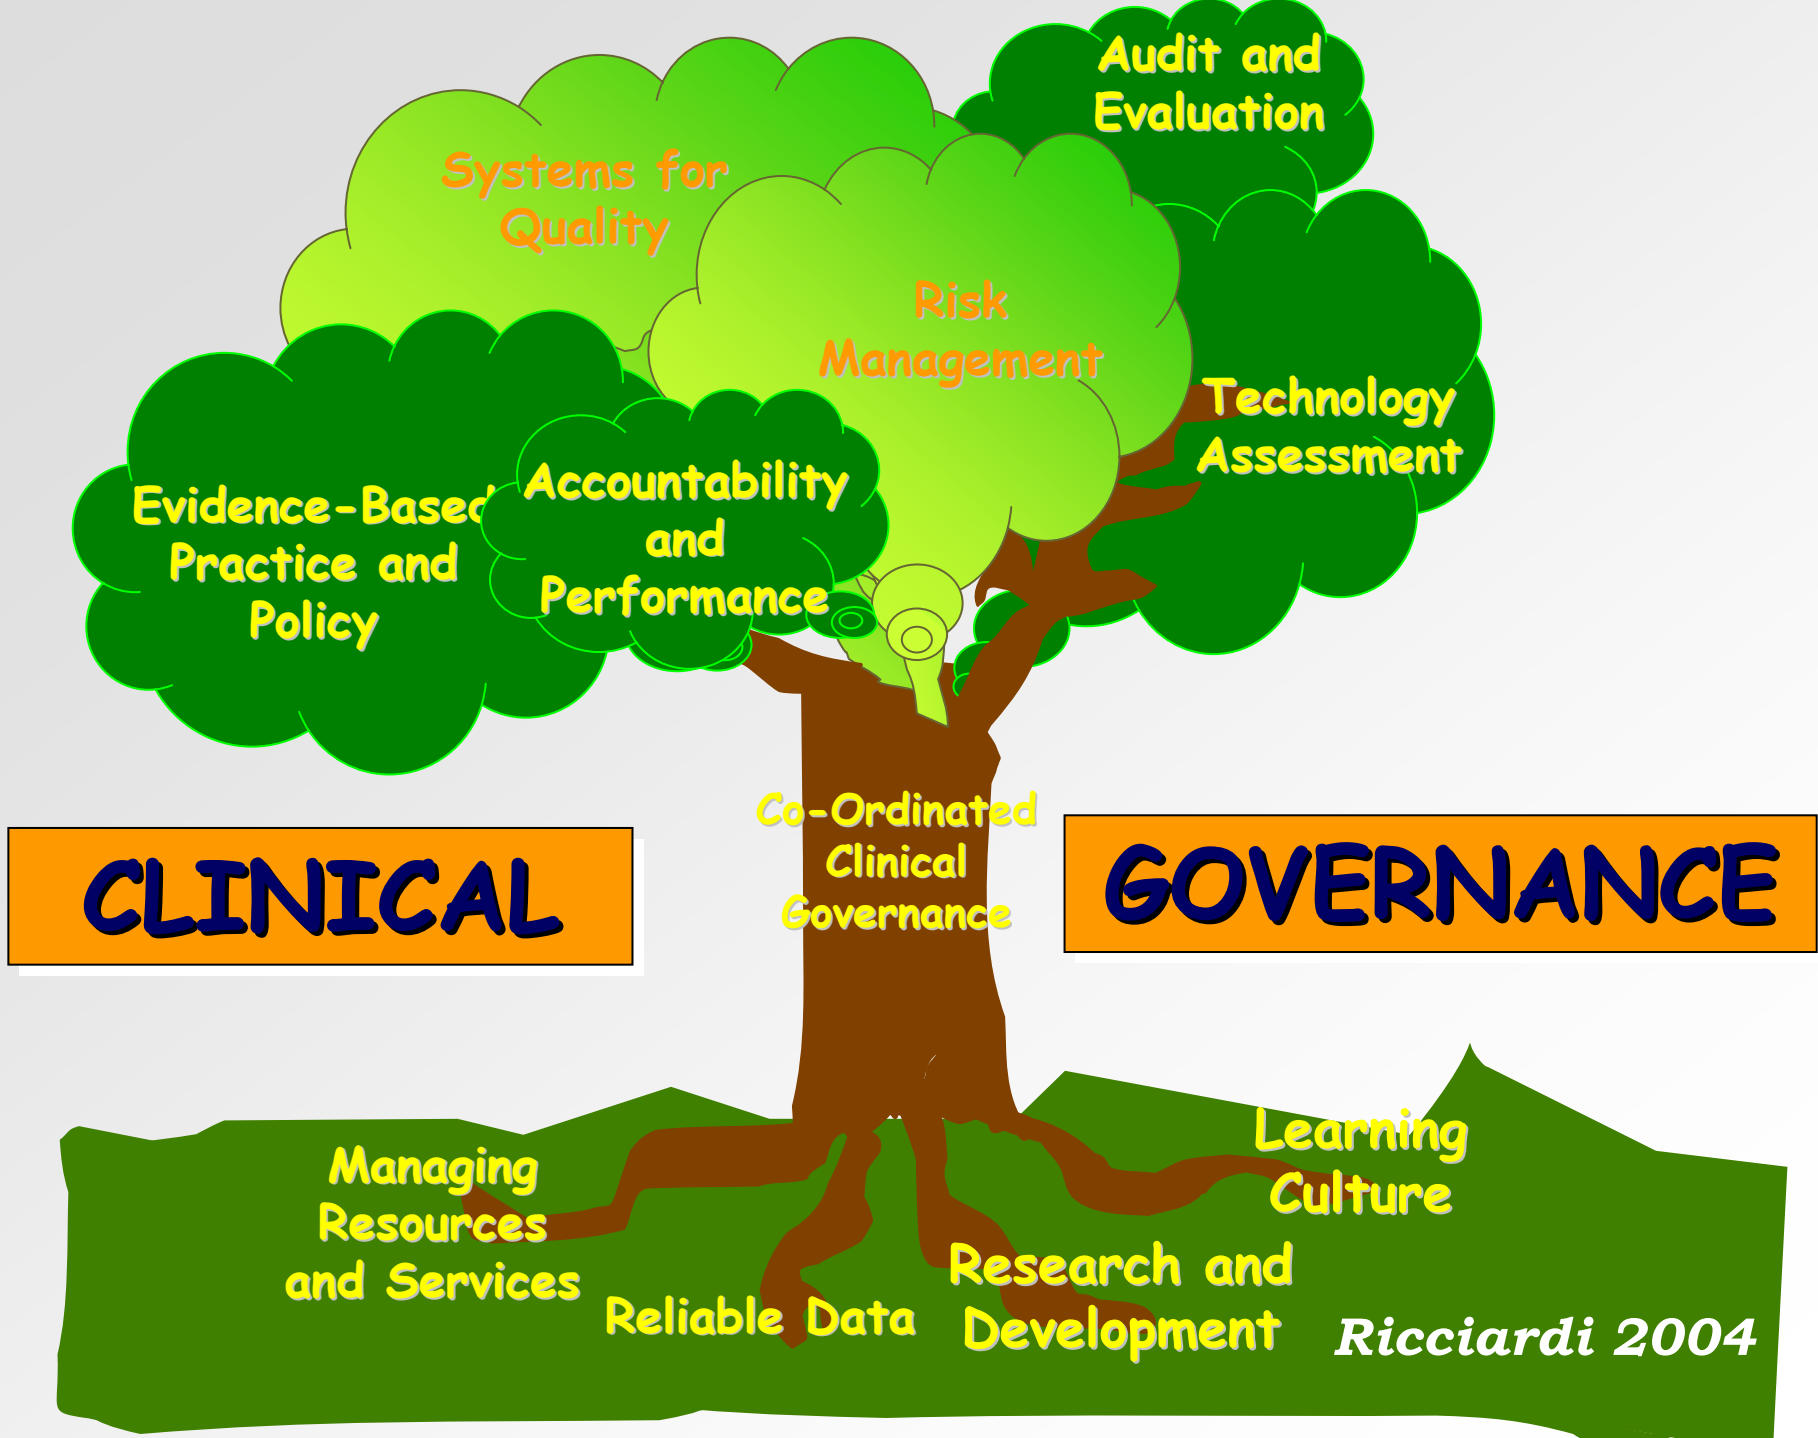 Audit and
Evaluation
Systems for
Quality
Risk
Management
Technology
Assessment
Evidence-Based
Practice and
Policy
Accountability
and
Performance
Co-Ordinated
Clinical
Governance
CLINICAL
GOVERNANCE
Managing
Resources
and Services
Reliable Data
Research and
Development
Learning
Culture
Ricciardi 2004